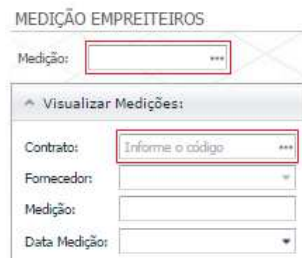 MEDIÇÃO EMPREITEIROS
Medição: ...
Visualizar Medições:
Contrato: Informe o código ...
Fornecedor:
Medição:
Data Medição: